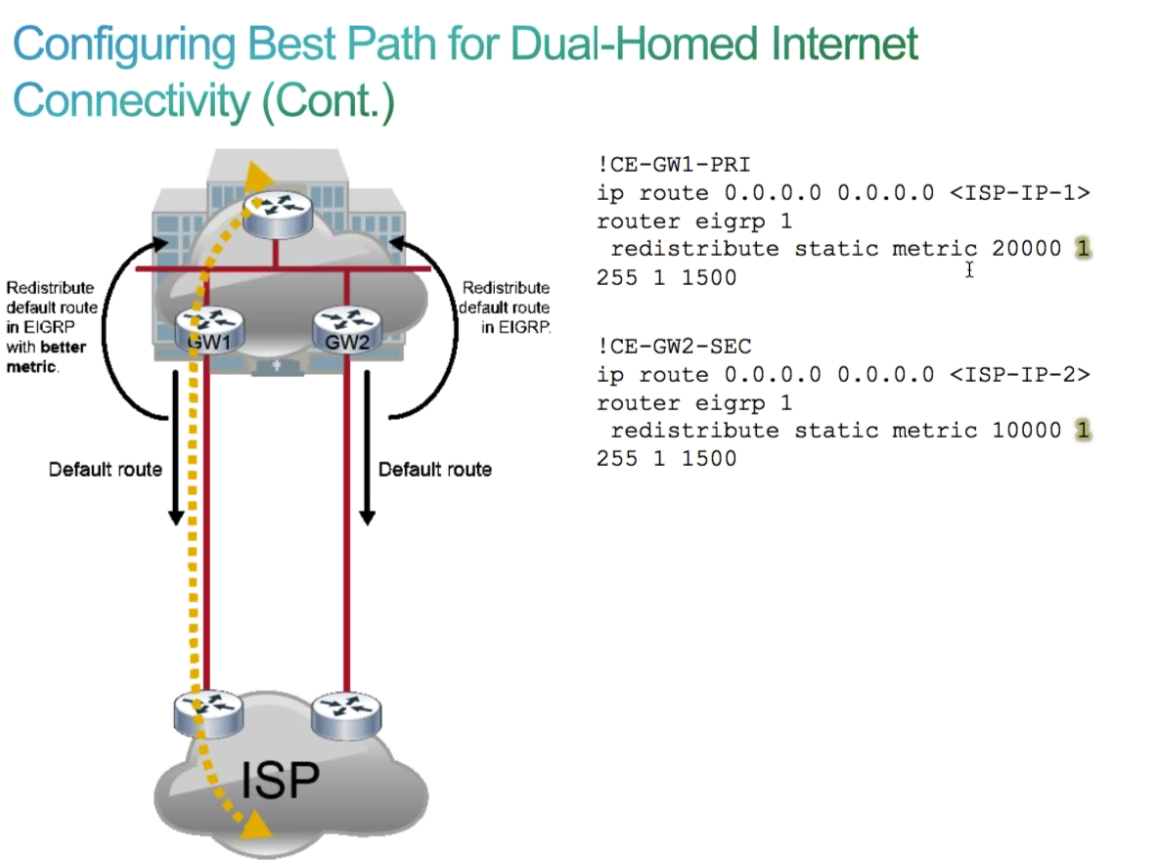 Configuring Best Path for Dual-Homed Internet
Connectivity (Cont.)
!CE-GW1-PRI
ip route 0.0.0.0 0.0.0.0 <ISP-IP-1>
router eigrp 1
redistribute static metric 20000 1
255 1 1500
!CE-GW2-SEC
ip route 0.0.0.0 0.0.0.0 <ISP-IP-2>
router eigrp 1
redistribute static metric 10000 1
255 1 1500
Redistribute
default route
in EIGRP
with better
metric.
Redistribute
default route
in EIGRP.
GW1
GW2
Default route
Default route
ISP